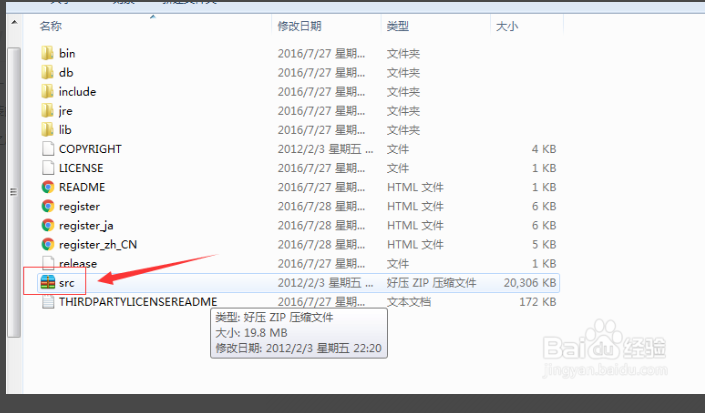 名称 修改日期 类型 大小
bin 2016/7/27 星期... 文件夹
db 2016/7/27 星期... 文件夹
include 2016/7/27 星期... 文件夹
jre 2016/7/27 星期... 文件夹
lib 2016/7/27 星期... 文件夹
COPYRIGHT 2012/2/3 星期五 ... 文件 4 KB
LICENSE 2016/7/27 星期... 文件 1 KB
README 2016/7/27 星期... HTML 文件 1 KB
register 2016/7/28 星期... HTML 文件 6 KB
register_ja 2016/7/28 星期... HTML 文件 6 KB
register_zh_CN 2016/7/28 星期... HTML 文件 5 KB
release 2016/7/27 星期... 文件 1 KB
src 2012/2/3 星期五 ... 好压 ZIP 压缩文件 20,306 KB
THIRDPARTYLICENSEREADME 2016/7/27 星期... 文本文档 172 KB
类型: 好压 ZIP 压缩文件
大小: 19.8 MB
修改日期: 2012/2/3 星期五 22:20
Baidu 经验
jingyan.baidu.com